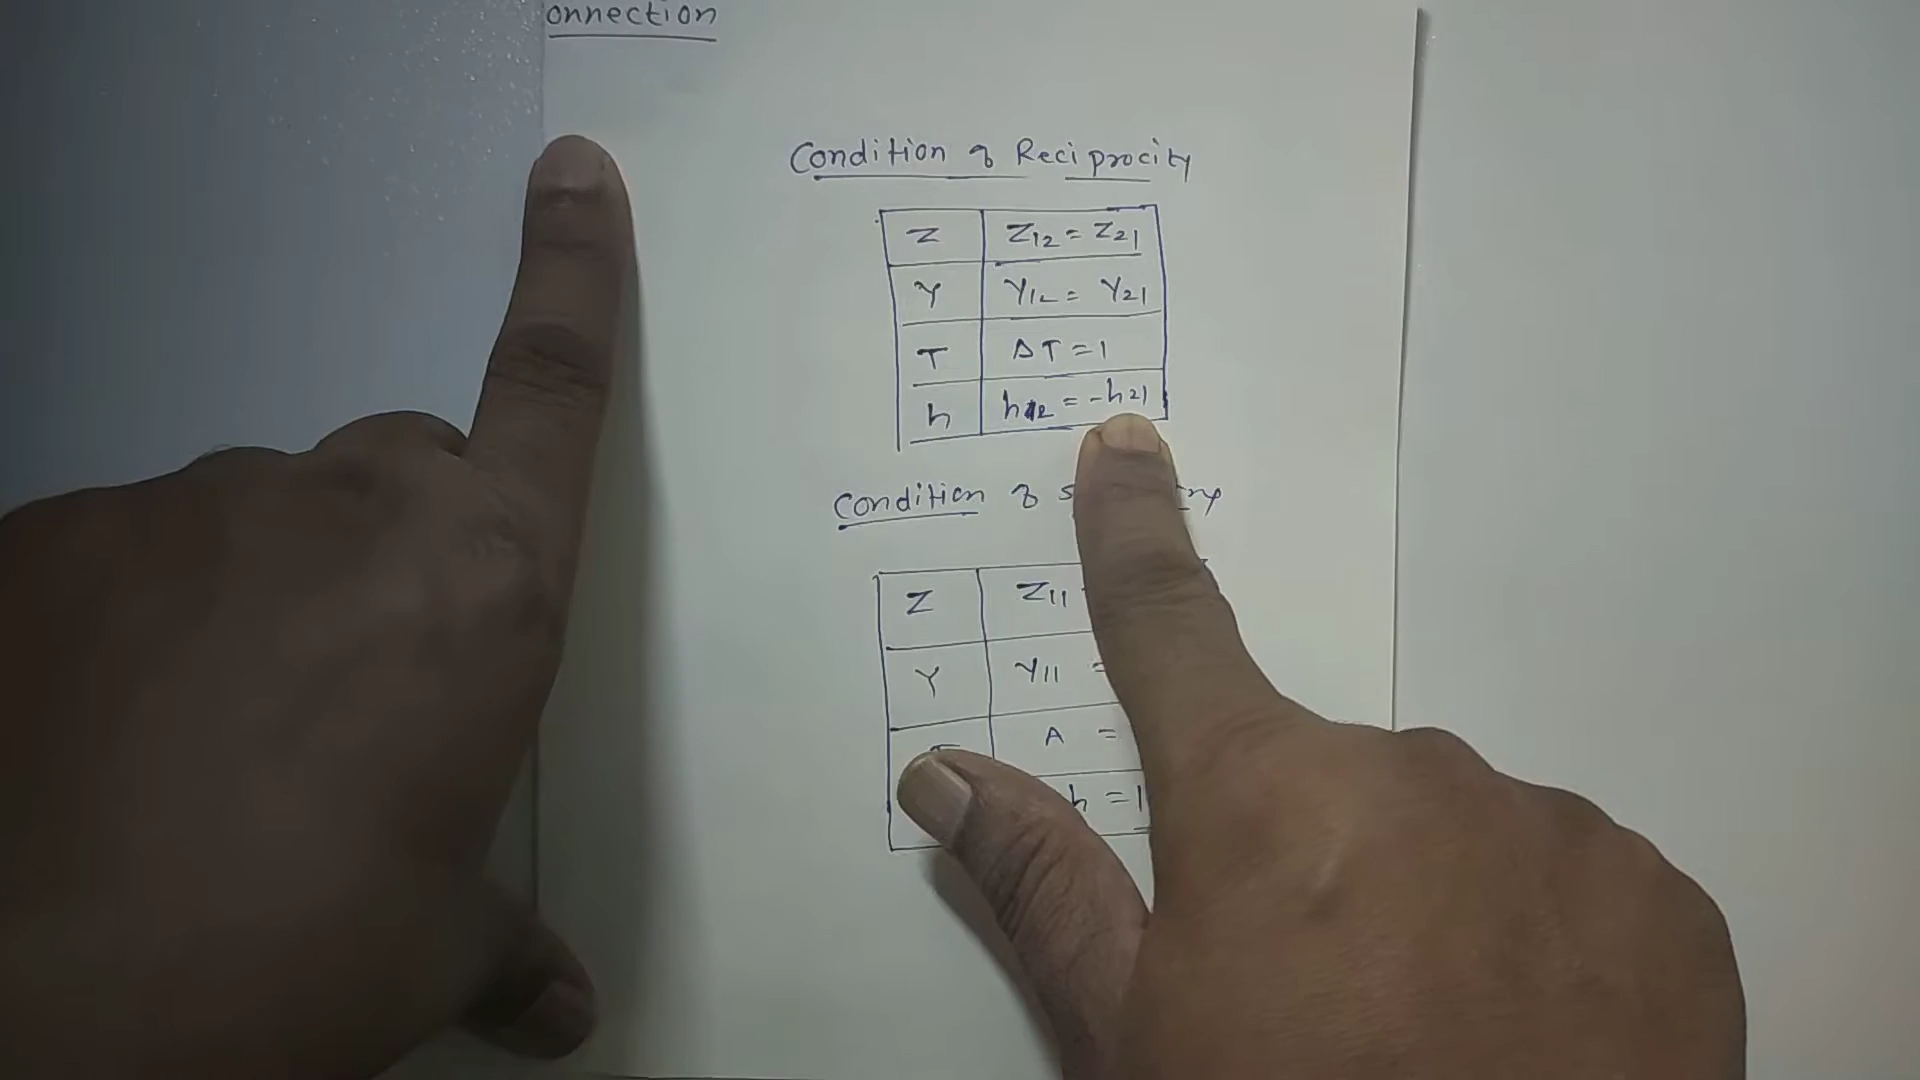 onnection
Condition of Reciprocity
Z Z12 = Z21
Y Y12 = Y21
T ΔT = 1
h h12 = -h21
Condition of
Z Z11
Y Y11 =
A =
h = 1